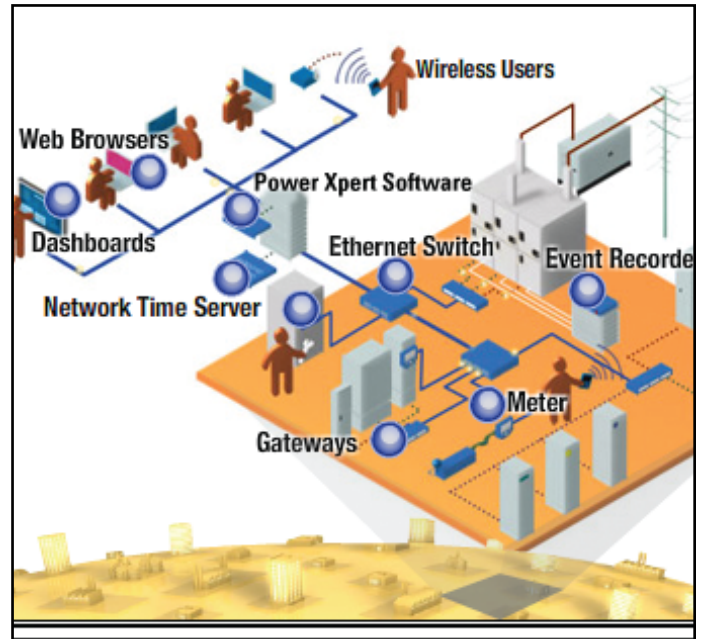 Wireless Users
Web Browsers
Power Xpert Software
Dashboards
Ethernet Switch
Event Recorde
Network Time Server
Meter
Gateways